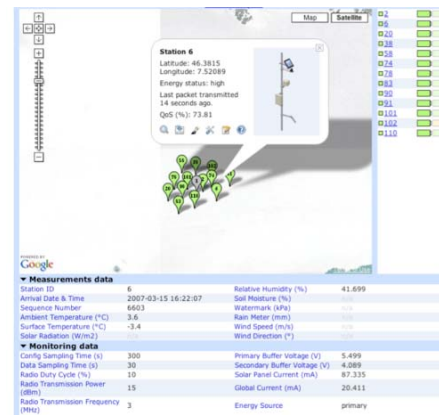 Map Satellite
Station 6
Latitude: 46.3815
Longitude: 7.52089
Energy status: high
Last packet transmitted
14 seconds ago.
QoS (%): 73.81
POWERED BY
Google
2
6
20
38
58
74
78
83
90
91
101
102
110
▼ Measurements data
Station ID 6 Relative Humidity (%) 41.699
Arrival Date & Time 2007-03-15 16:22:07 Soil Moisture (%) n/a
Sequence Number 6603 Watermark (kPa) n/a
Ambient Temperature (°C) 3.6 Rain Meter (mm) n/a
Surface Temperature (°C) -3.4 Wind Speed (m/s) n/a
Solar Radiation (W/m2) n/a Wind Direction (°) n/a
▼ Monitoring data
Config Sampling Time (s) 300 Primary Buffer Voltage (V) 5.499
Data Sampling Time (s) 30 Secondary Buffer Voltage (V) 4.089
Radio Duty Cycle (%) 10 Solar Panel Current (mA) 87.335
Radio Transmission Power
(dBm) 15 Global Current (mA) 20.411
Radio Transmission Frequency
(MHz) 3 Energy Source primary